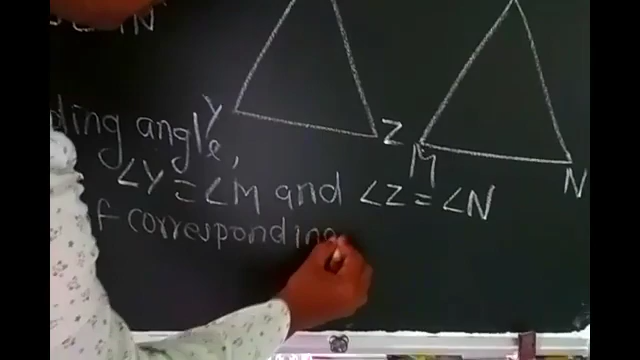 Y
Z
M
N
ding angle,
∠Y = ∠M and ∠Z = ∠N
f corresponding